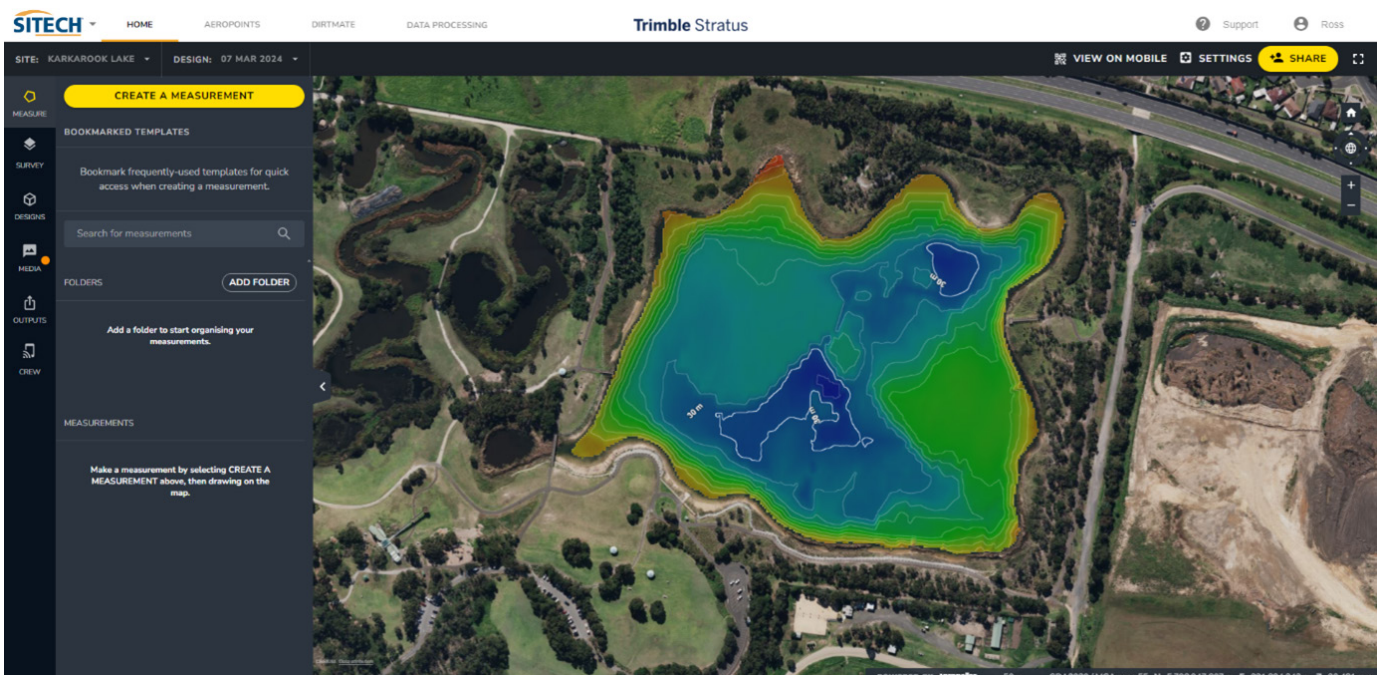 SITECH
HOME
AEROPOINTS
DIRTMATE
DATA PROCESSING
Trimble Stratus
Support
Ross
SITE: KARKAROOK LAKE
DESIGN: 07 MAR 2024
VIEW ON MOBILE
SETTINGS
SHARE
MEASURE
SURVEY
DESIGNS
MEDIA
OUTPUTS
CREW
CREATE A MEASUREMENT
BOOKMARKED TEMPLATES
Bookmark frequently-used templates for quick
access when creating a measurement.
Search for measurements
FOLDERS
ADD FOLDER
Add a folder to start organising your
measurements.
MEASUREMENTS
Make a measurement by selecting CREATE A
MEASUREMENT above, then drawing on the
map.
30 m
30 m
30 m